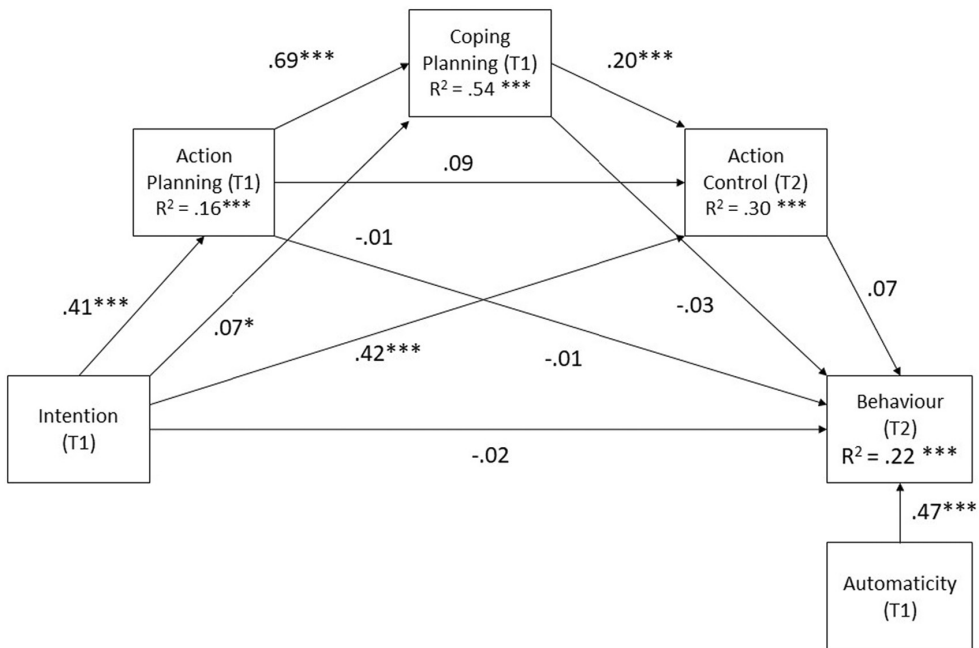 Coping
Planning (T1)
R² = .54 ***
.69***
.20***
Action
Planning (T1)
R² = .16***
.09
Action
Control (T2)
R² = .30 ***
-.01
.41***
.07*
.42***
-.01
-.03
.07
Intention
(T1)
-.02
Behaviour
(T2)
R² = .22 ***
.47***
Automaticity
(T1)